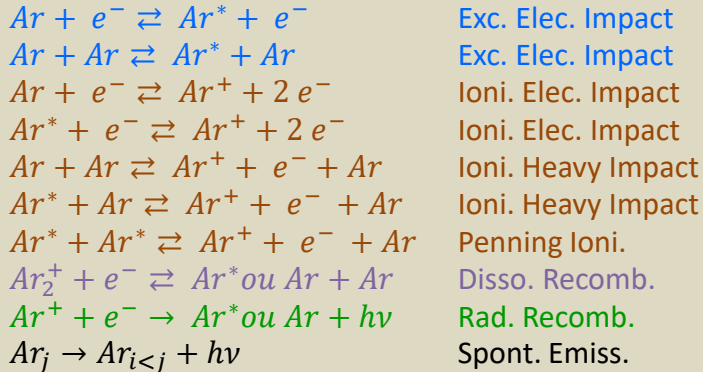 Ar + e⁻ ⇄ Ar* + e⁻ Exc. Elec. Impact
Ar + Ar ⇄ Ar* + Ar Exc. Elec. Impact
Ar + e⁻ ⇄ Ar⁺ + 2 e⁻ Ioni. Elec. Impact
Ar* + e⁻ ⇄ Ar⁺ + 2 e⁻ Ioni. Elec. Impact
Ar + Ar ⇄ Ar⁺ + e⁻ + Ar Ioni. Heavy Impact
Ar* + Ar ⇄ Ar⁺ + e⁻ + Ar Ioni. Heavy Impact
Ar* + Ar* ⇄ Ar⁺ + e⁻ + Ar Penning Ioni.
Ar₂⁺ + e⁻ ⇄ Ar* ou Ar + Ar Disso. Recomb.
Ar⁺ + e⁻ → Ar* ou Ar + hν Rad. Recomb.
Ar_j → Ar_{i<j} + hν Spont. Emiss.